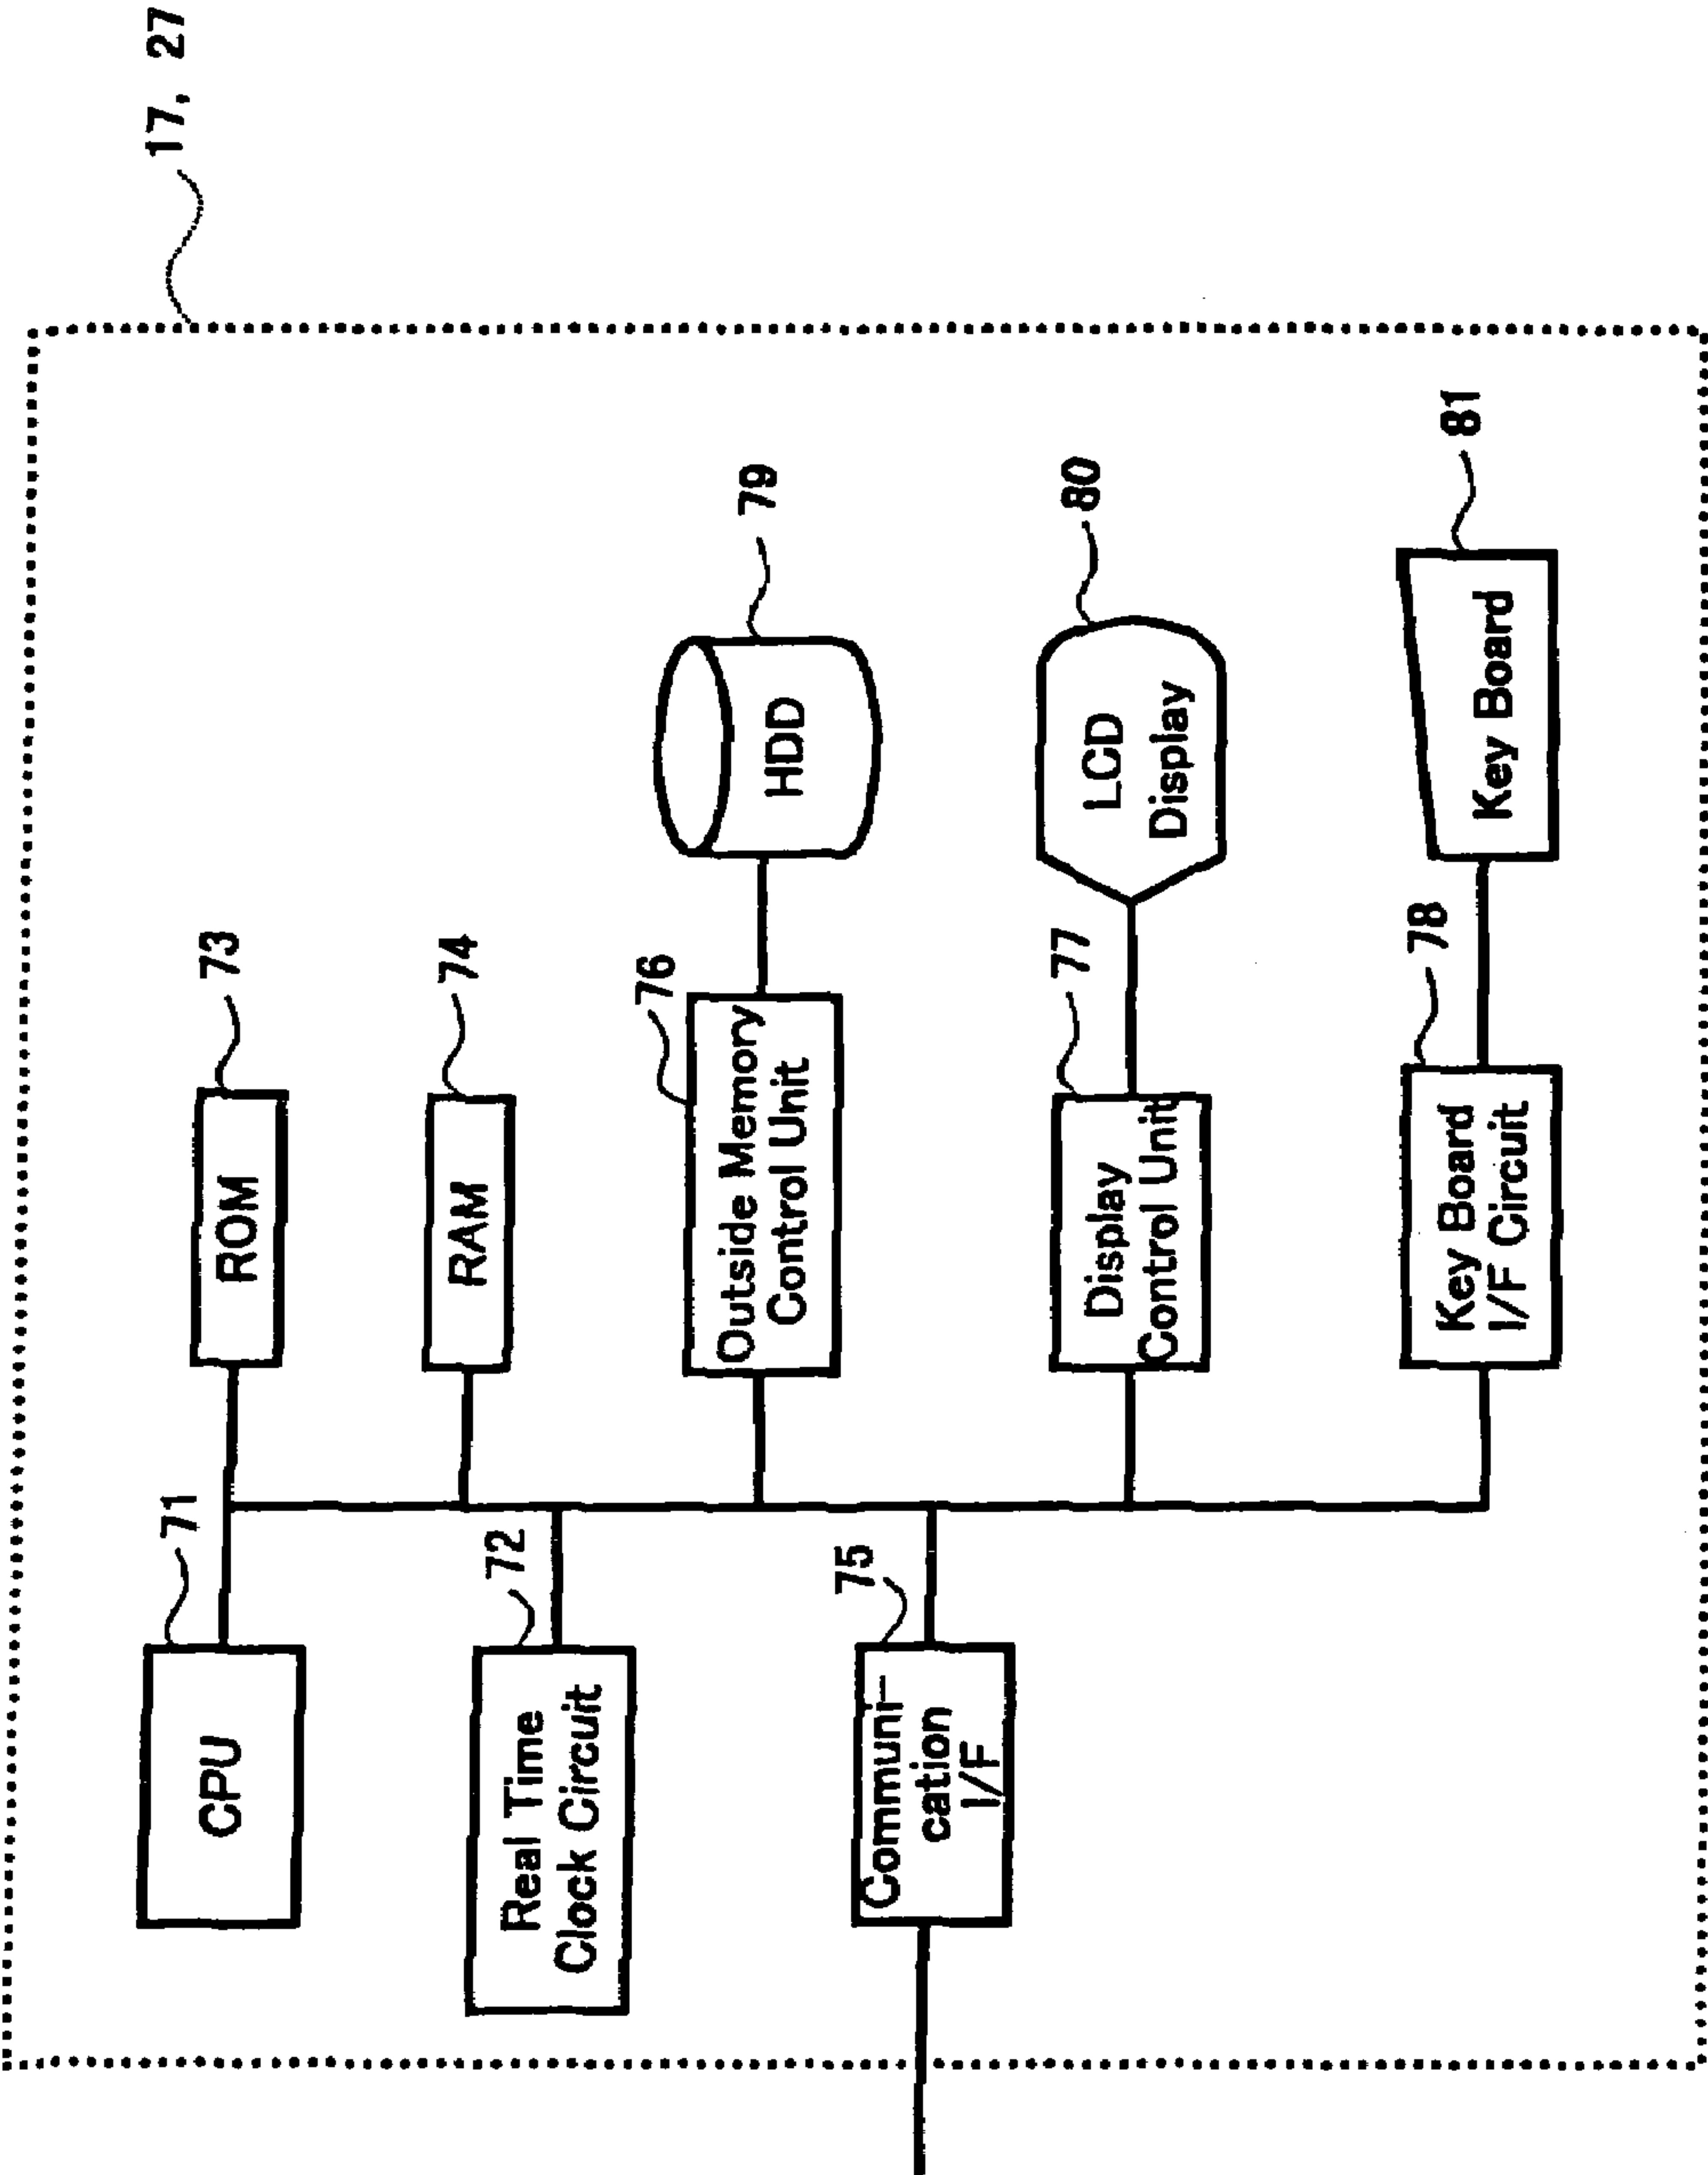 17, 27
71
CPU
73
ROM
72
Real Time
Clock Circuit
74
RAM
75
Communi-
cation
I/F
76
Outside Memory
Control Unit
79
HDD
77
Display
Control Unit
80
LCD
Display
78
Key Board
I/F Circuit
81
Key Board